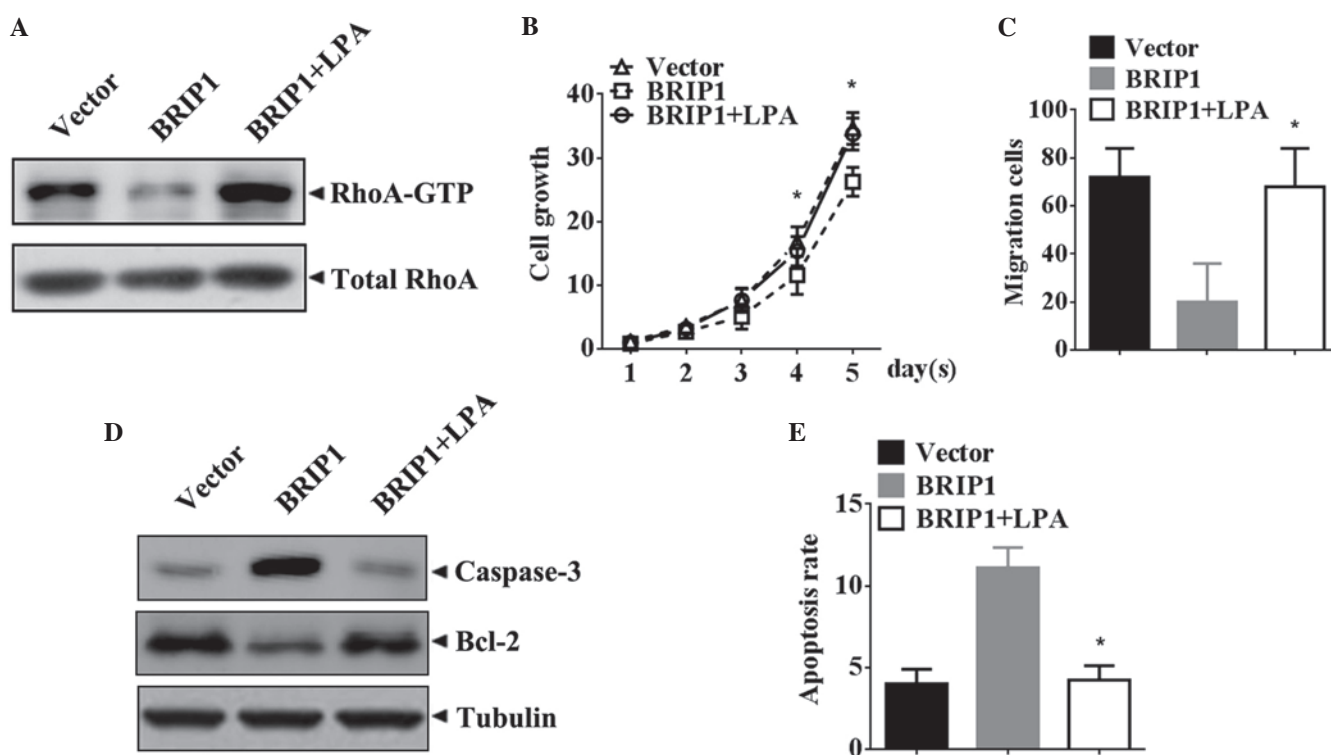 A
Vector
BRIP1
BRIP1+LPA
RhoA-GTP
Total RhoA
B
Vector
BRIP1
BRIP1+LPA
Cell growth
40
30
20
10
0
*
*
1 2 3 4 5 day(s)
C
Vector
BRIP1
BRIP1+LPA
Migration cells
100
80
60
40
20
0
*
D
Vector
BRIP1
BRIP1+LPA
Caspase-3
Bcl-2
Tubulin
E
Vector
BRIP1
BRIP1+LPA
Apoptosis rate
15
10
5
0
*